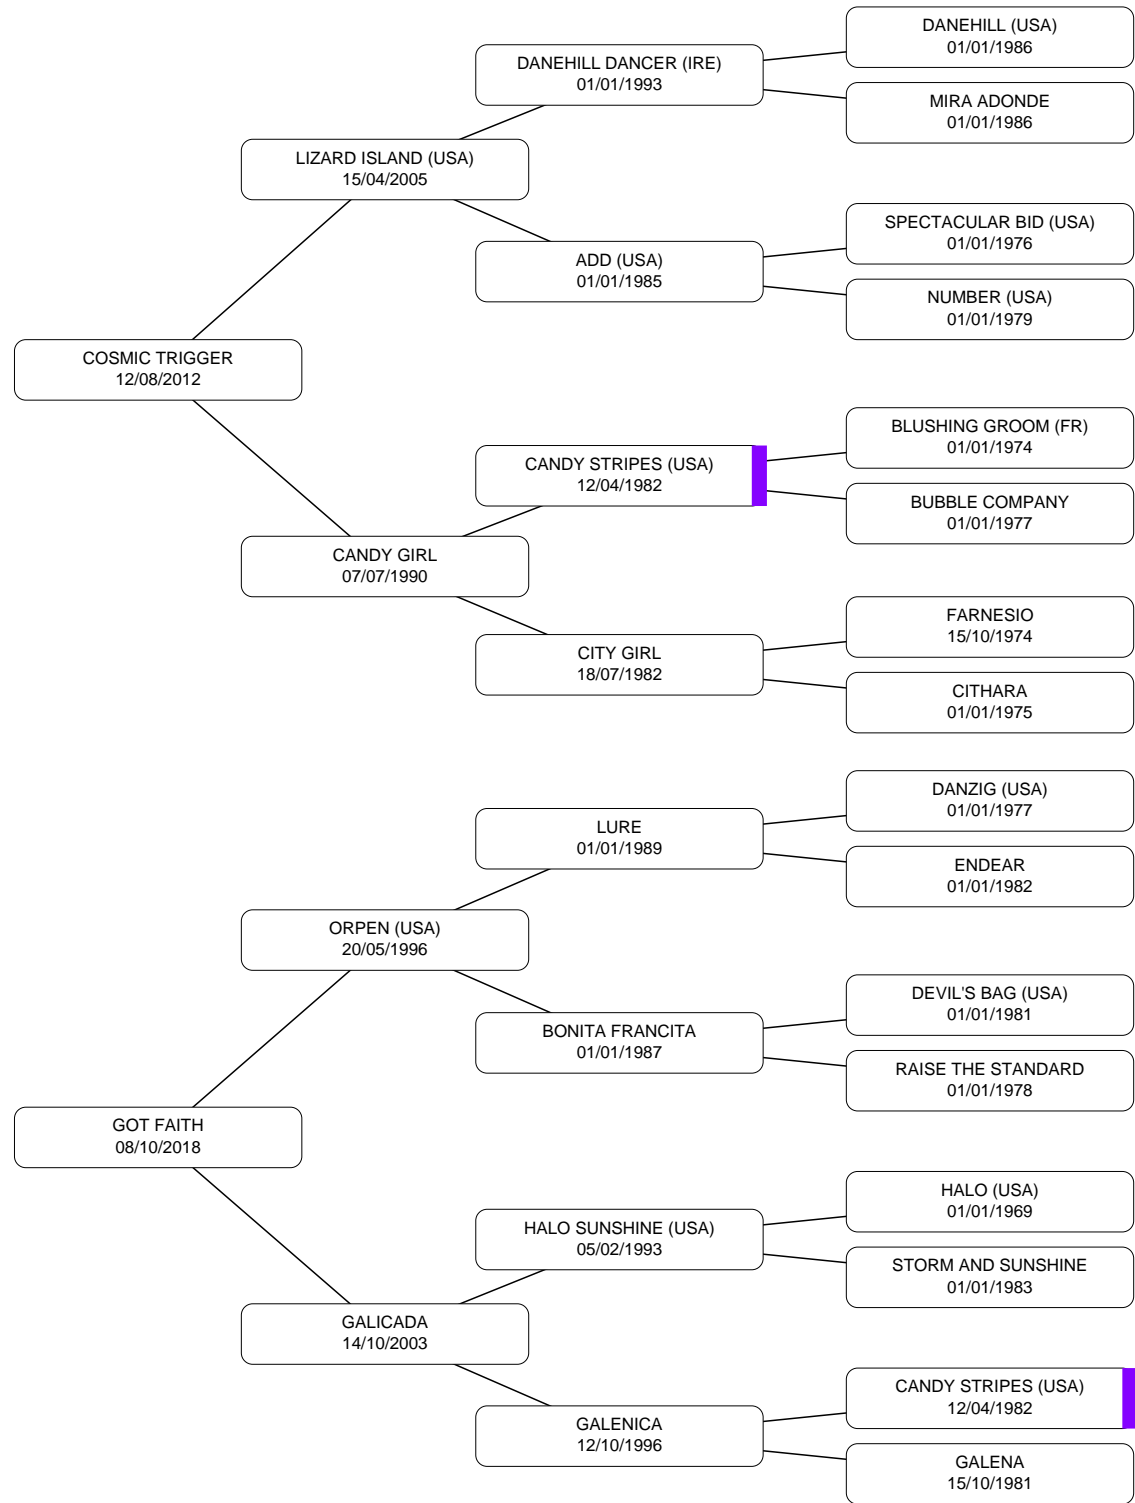 DANEHILL (USA)
01/01/1986
DANEHILL DANCER (IRE)
01/01/1993
MIRA ADONDE
01/01/1986
LIZARD ISLAND (USA)
15/04/2005
SPECTACULAR BID (USA)
01/01/1976
ADD (USA)
01/01/1985
NUMBER (USA)
01/01/1979
COSMIC TRIGGER
12/08/2012
BLUSHING GROOM (FR)
01/01/1974
CANDY STRIPES (USA)
12/04/1982
BUBBLE COMPANY
01/01/1977
CANDY GIRL
07/07/1990
FARNESIO
15/10/1974
CITY GIRL
18/07/1982
CITHARA
01/01/1975
DANZIG (USA)
01/01/1977
LURE
01/01/1989
ENDEAR
01/01/1982
ORPEN (USA)
20/05/1996
DEVIL'S BAG (USA)
01/01/1981
BONITA FRANCITA
01/01/1987
RAISE THE STANDARD
01/01/1978
GOT FAITH
08/10/2018
HALO (USA)
01/01/1969
HALO SUNSHINE (USA)
05/02/1993
STORM AND SUNSHINE
01/01/1983
GALICADA
14/10/2003
CANDY STRIPES (USA)
12/04/1982
GALENICA
12/10/1996
GALENA
15/10/1981